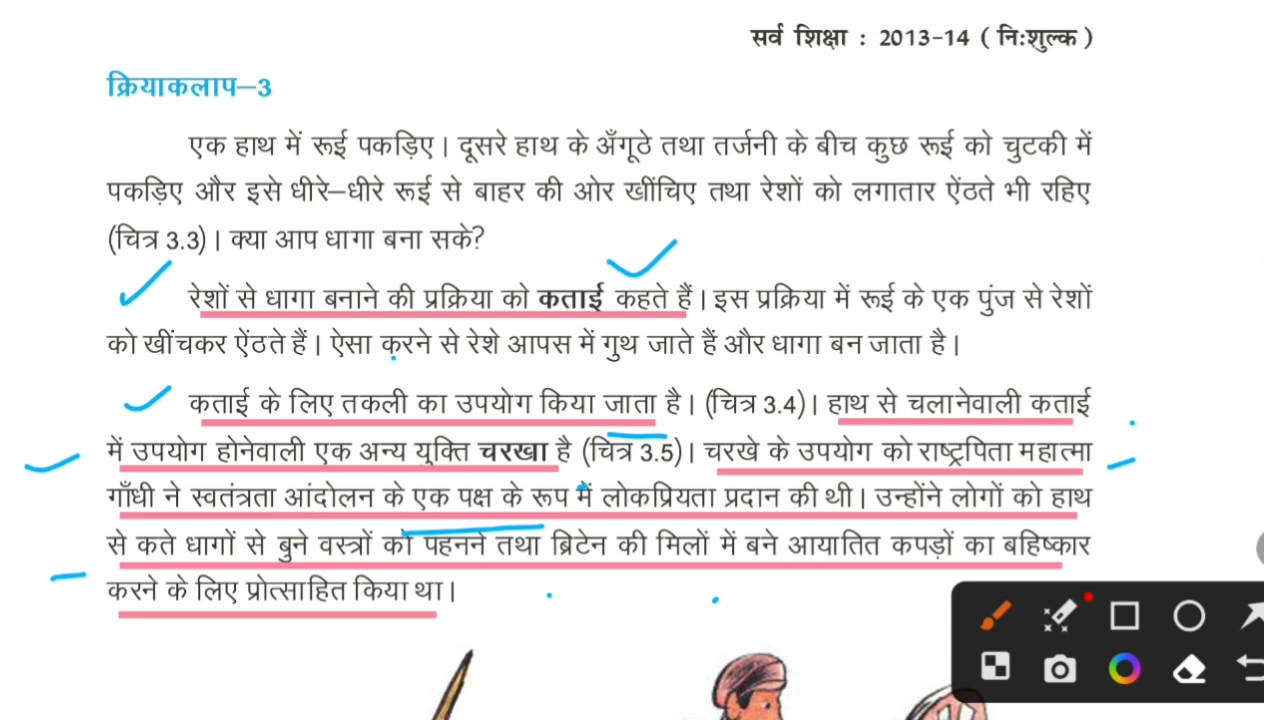 सर्व शिक्षा : 2013-14 ( निःशुल्क )
क्रियाकलाप–3
एक हाथ में रूई पकड़िए। दूसरे हाथ के अँगूठे तथा तर्जनी के बीच कुछ रूई को चुटकी में
पकड़िए और इसे धीरे–धीरे रूई से बाहर की ओर खींचिए तथा रेशों को लगातार ऐंठते भी रहिए
(चित्र 3.3)। क्या आप धागा बना सके?
रेशों से धागा बनाने की प्रक्रिया को कताई कहते हैं। इस प्रक्रिया में रूई के एक पुंज से रेशों
को खींचकर ऐंठते हैं। ऐसा करने से रेशे आपस में गुथ जाते हैं और धागा बन जाता है।
कताई के लिए तकली का उपयोग किया जाता है। (चित्र 3.4)। हाथ से चलानेवाली कताई
में उपयोग होनेवाली एक अन्य युक्ति चरखा है (चित्र 3.5)। चरखे के उपयोग को राष्ट्रपिता महात्मा
गाँधी ने स्वतंत्रता आंदोलन के एक पक्ष के रूप में लोकप्रियता प्रदान की थी। उन्होंने लोगों को हाथ
से कते धागों से बुने वस्त्रों को पहनने तथा ब्रिटेन की मिलों में बने आयातित कपड़ों का बहिष्कार
करने के लिए प्रोत्साहित किया था।